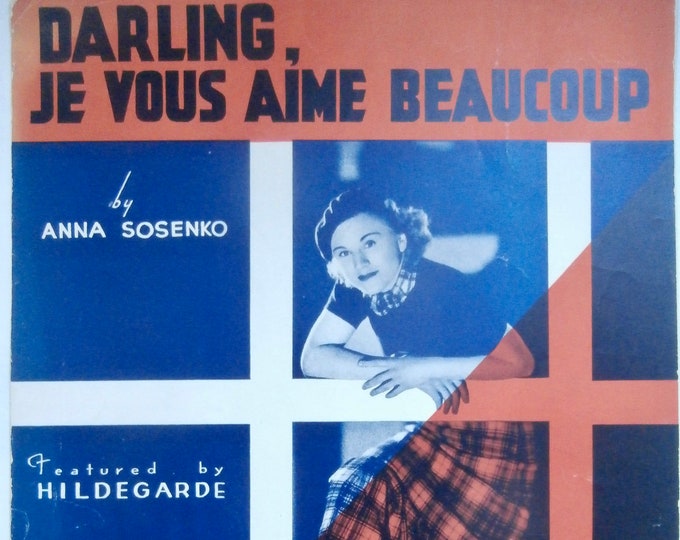 DARLING,
JE VOUS AIME BEAUCOUP
by
ANNA SOSENKO
Featured by
HILDEGARDE